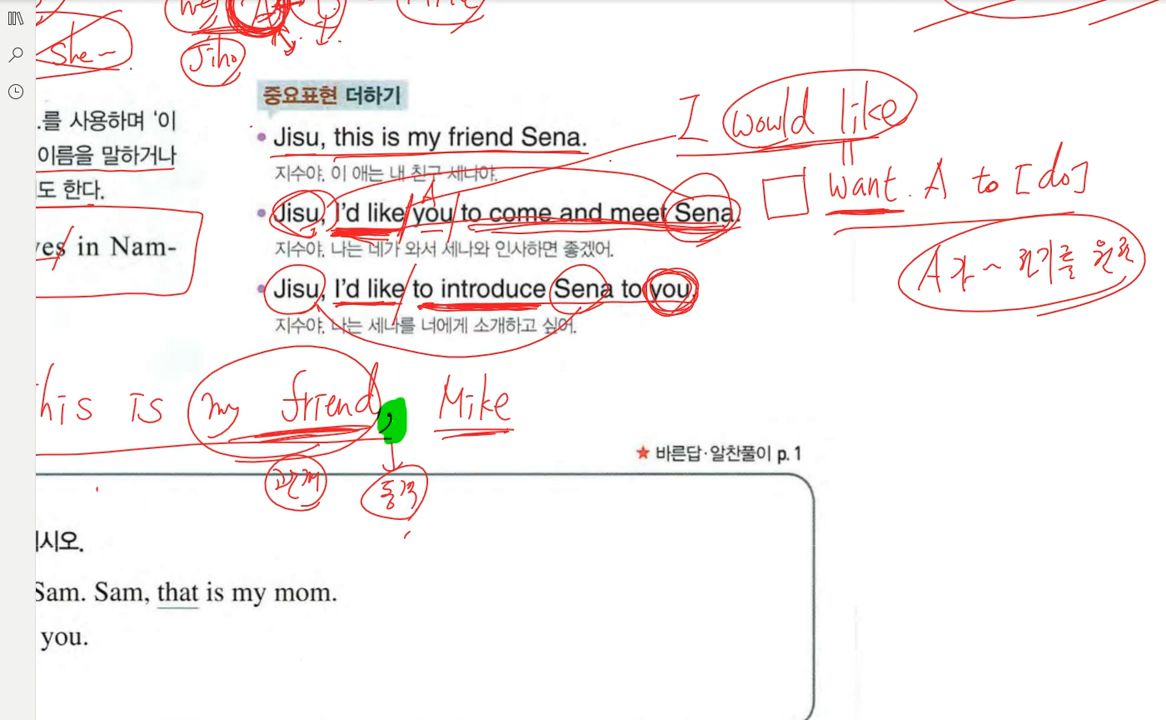 She ~
Jiho
중요표현 더하기
.를 사용하며 '이
이름을 말하거나
도 한다.
yes in Nam-
• Jisu, this is my friend Sena.
지수야, 이 애는 내 친구 세나야.
A
• Jisu, I'd like you to come and meet Sena.
지수야, 나는 네가 와서 세나와 인사하면 좋겠어.
• Jisu, I'd like to introduce Sena to you.
지수야, 나는 세나를 너에게 소개하고 싶어.
I would like
want. A to [do]
A가 ~ 하기를 원함
his is my friend, Mike
관계
동격
★ 바른답·알찬풀이 p. 1
시오.
Sam. Sam, that is my mom.
you.